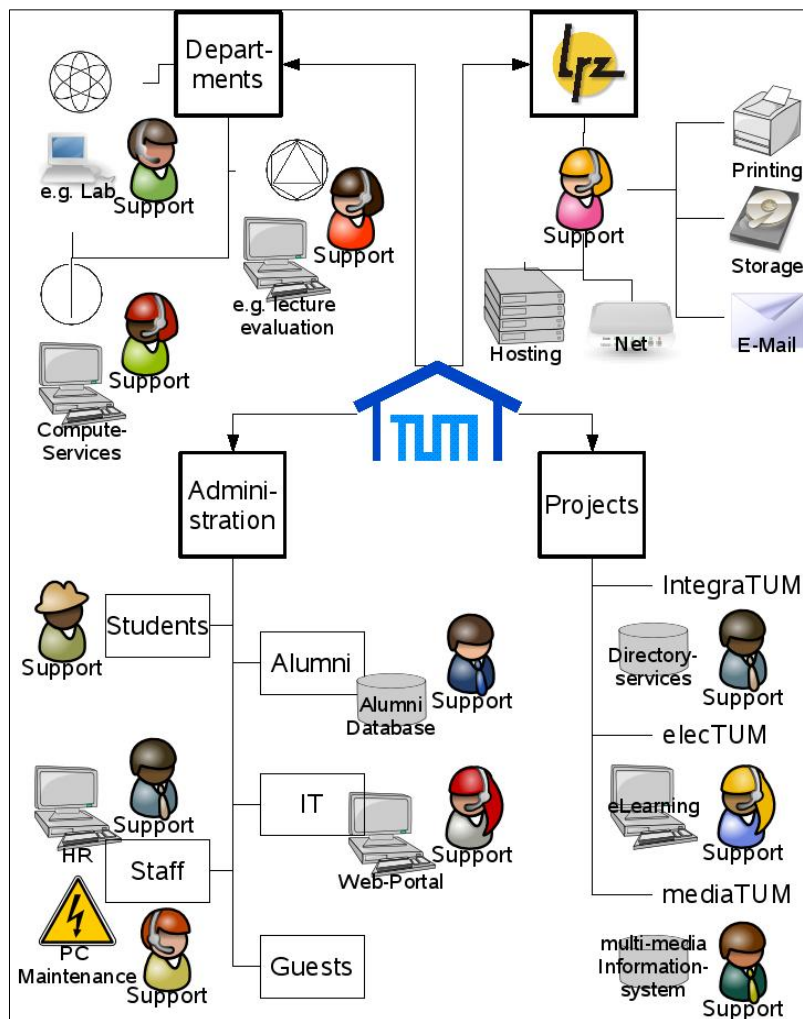 Depart-
ments
lrz
e.g. Lab
Support
Support
e.g. lecture
evaluation
Support
Compute-
Services
Support
Printing
Storage
E-Mail
Hosting
Net
TUM
Admini-
stration
Projects
Students
Support
Alumni
Alumni
Database
Support
HR
Support
Staff
IT
Web-Portal
Support
PC
Maintenance
Support
Guests
IntegraTUM
Directory-
services
Support
elecTUM
eLearning
Support
mediaTUM
multi-media
Information-
system
Support